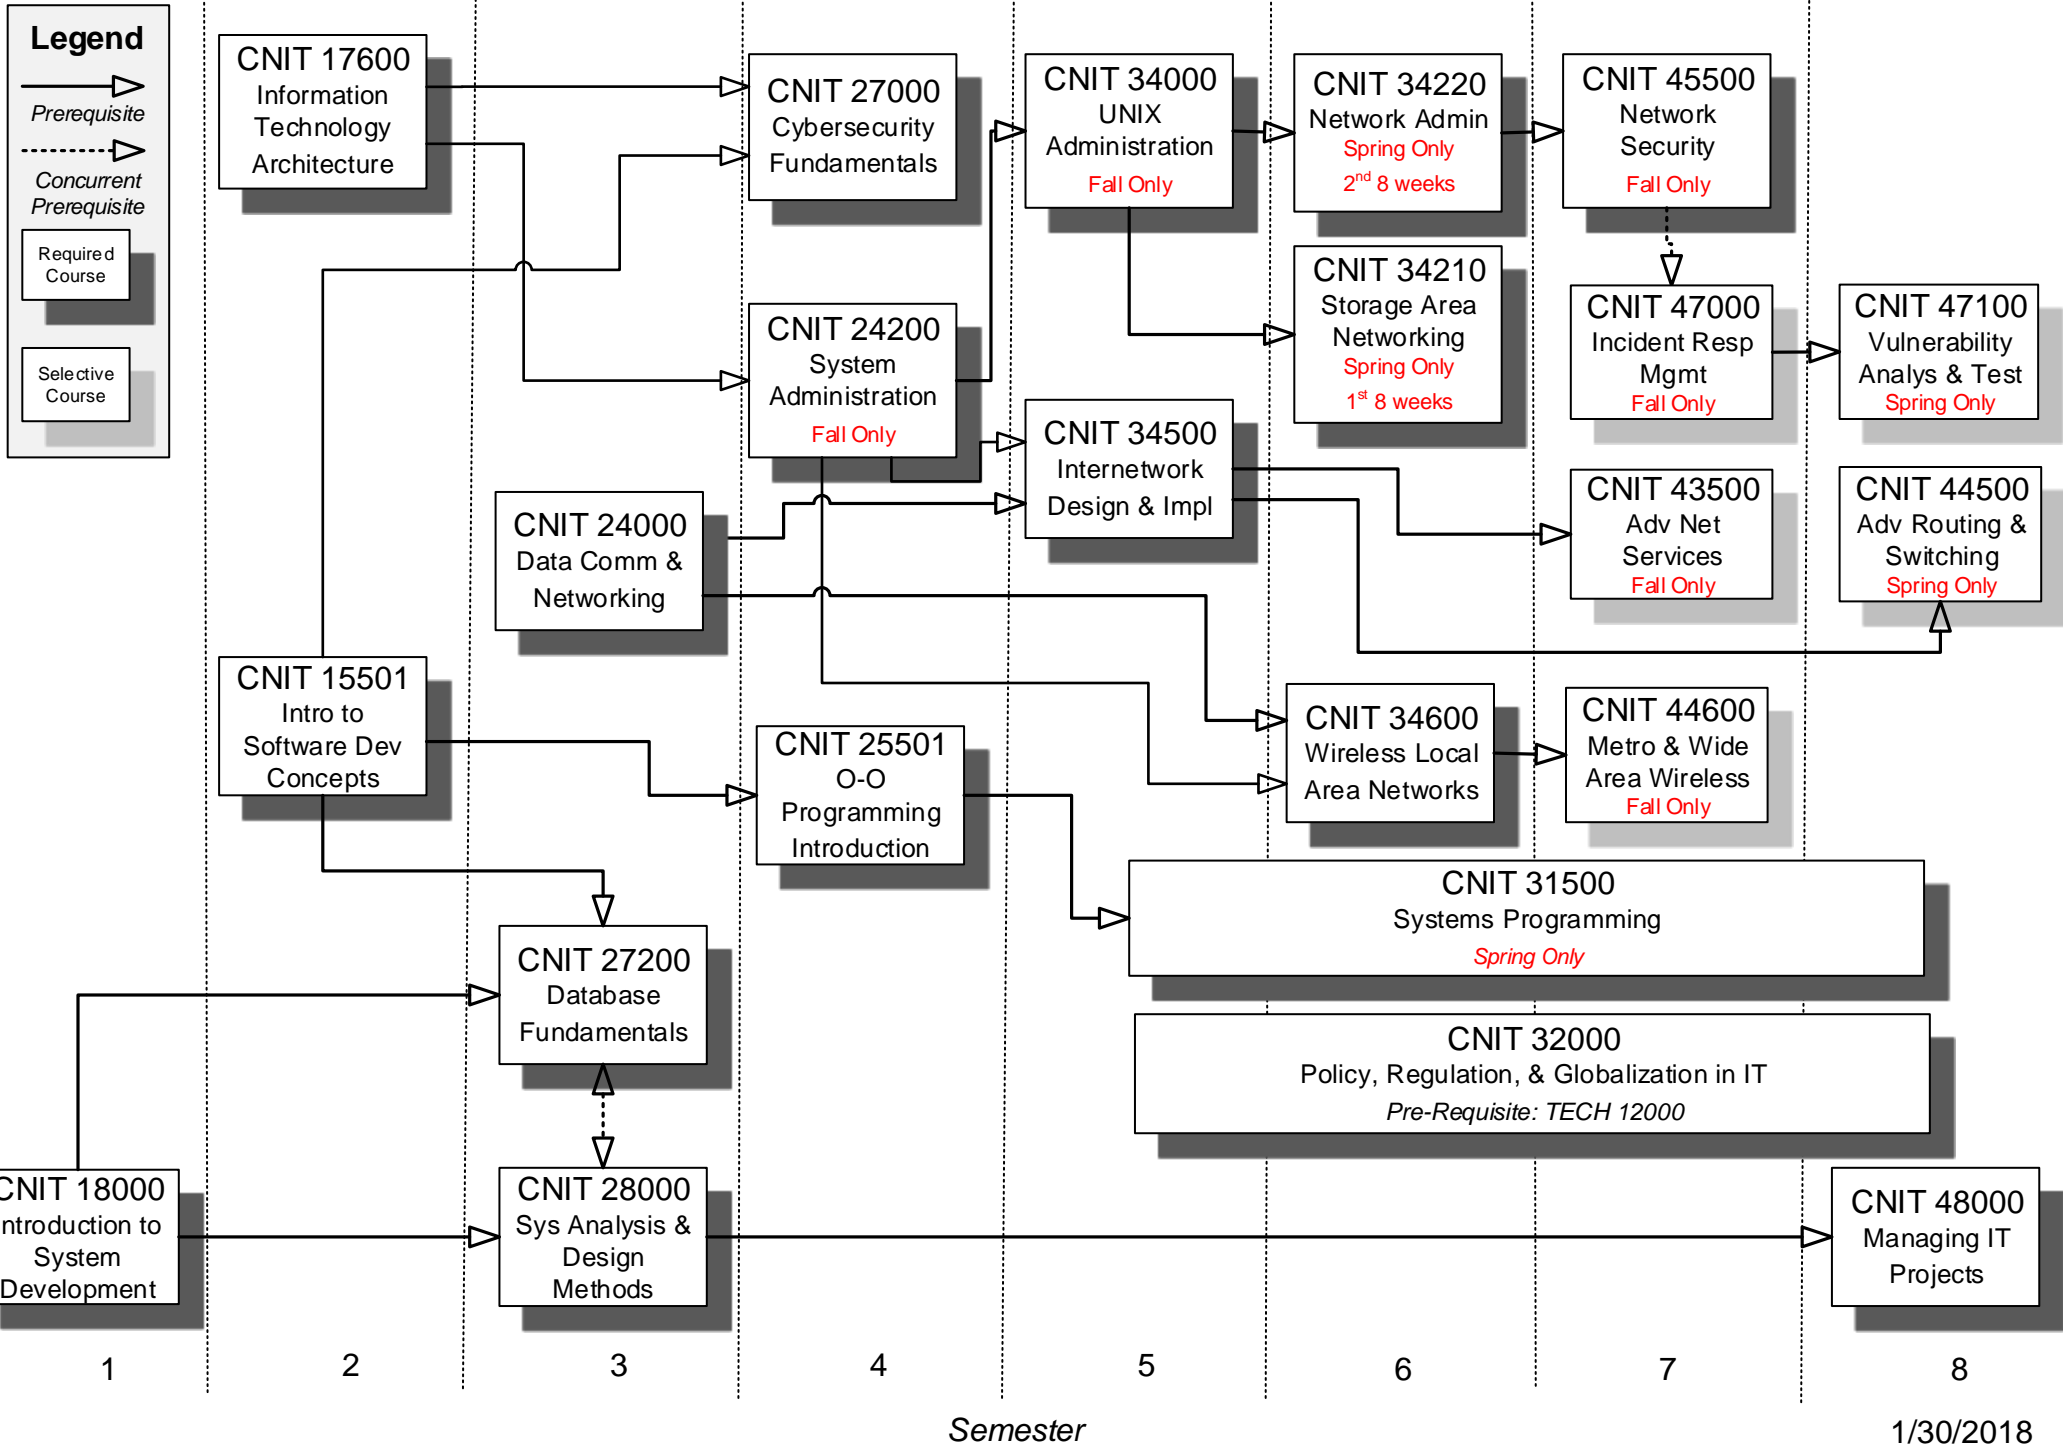 Legend
Prerequisite
Concurrent
Prerequisite
Required
Course
Selective
Course
CNIT 17600
Information
Technology
Architecture
CNIT 27000
Cybersecurity
Fundamentals
CNIT 34000
UNIX
Administration
Fall Only
CNIT 34220
Network Admin
Spring Only
2nd 8 weeks
CNIT 45500
Network
Security
Fall Only
CNIT 24200
System
Administration
Fall Only
CNIT 34210
Storage Area
Networking
Spring Only
1st 8 weeks
CNIT 47000
Incident Resp
Mgmt
Fall Only
CNIT 47100
Vulnerability
Analys & Test
Spring Only
CNIT 34500
Internetwork
Design & Impl
CNIT 24000
Data Comm &
Networking
CNIT 43500
Adv Net
Services
Fall Only
CNIT 44500
Adv Routing &
Switching
Spring Only
CNIT 15501
Intro to
Software Dev
Concepts
CNIT 25501
O-O
Programming
Introduction
CNIT 34600
Wireless Local
Area Networks
CNIT 44600
Metro & Wide
Area Wireless
Fall Only
CNIT 31500
Systems Programming
Spring Only
CNIT 27200
Database
Fundamentals
CNIT 32000
Policy, Regulation, & Globalization in IT
Pre-Requisite: TECH 12000
CNIT 18000
Introduction to
System
Development
CNIT 28000
Sys Analysis &
Design
Methods
CNIT 48000
Managing IT
Projects
1
2
3
4
5
6
7
8
Semester
1/30/2018